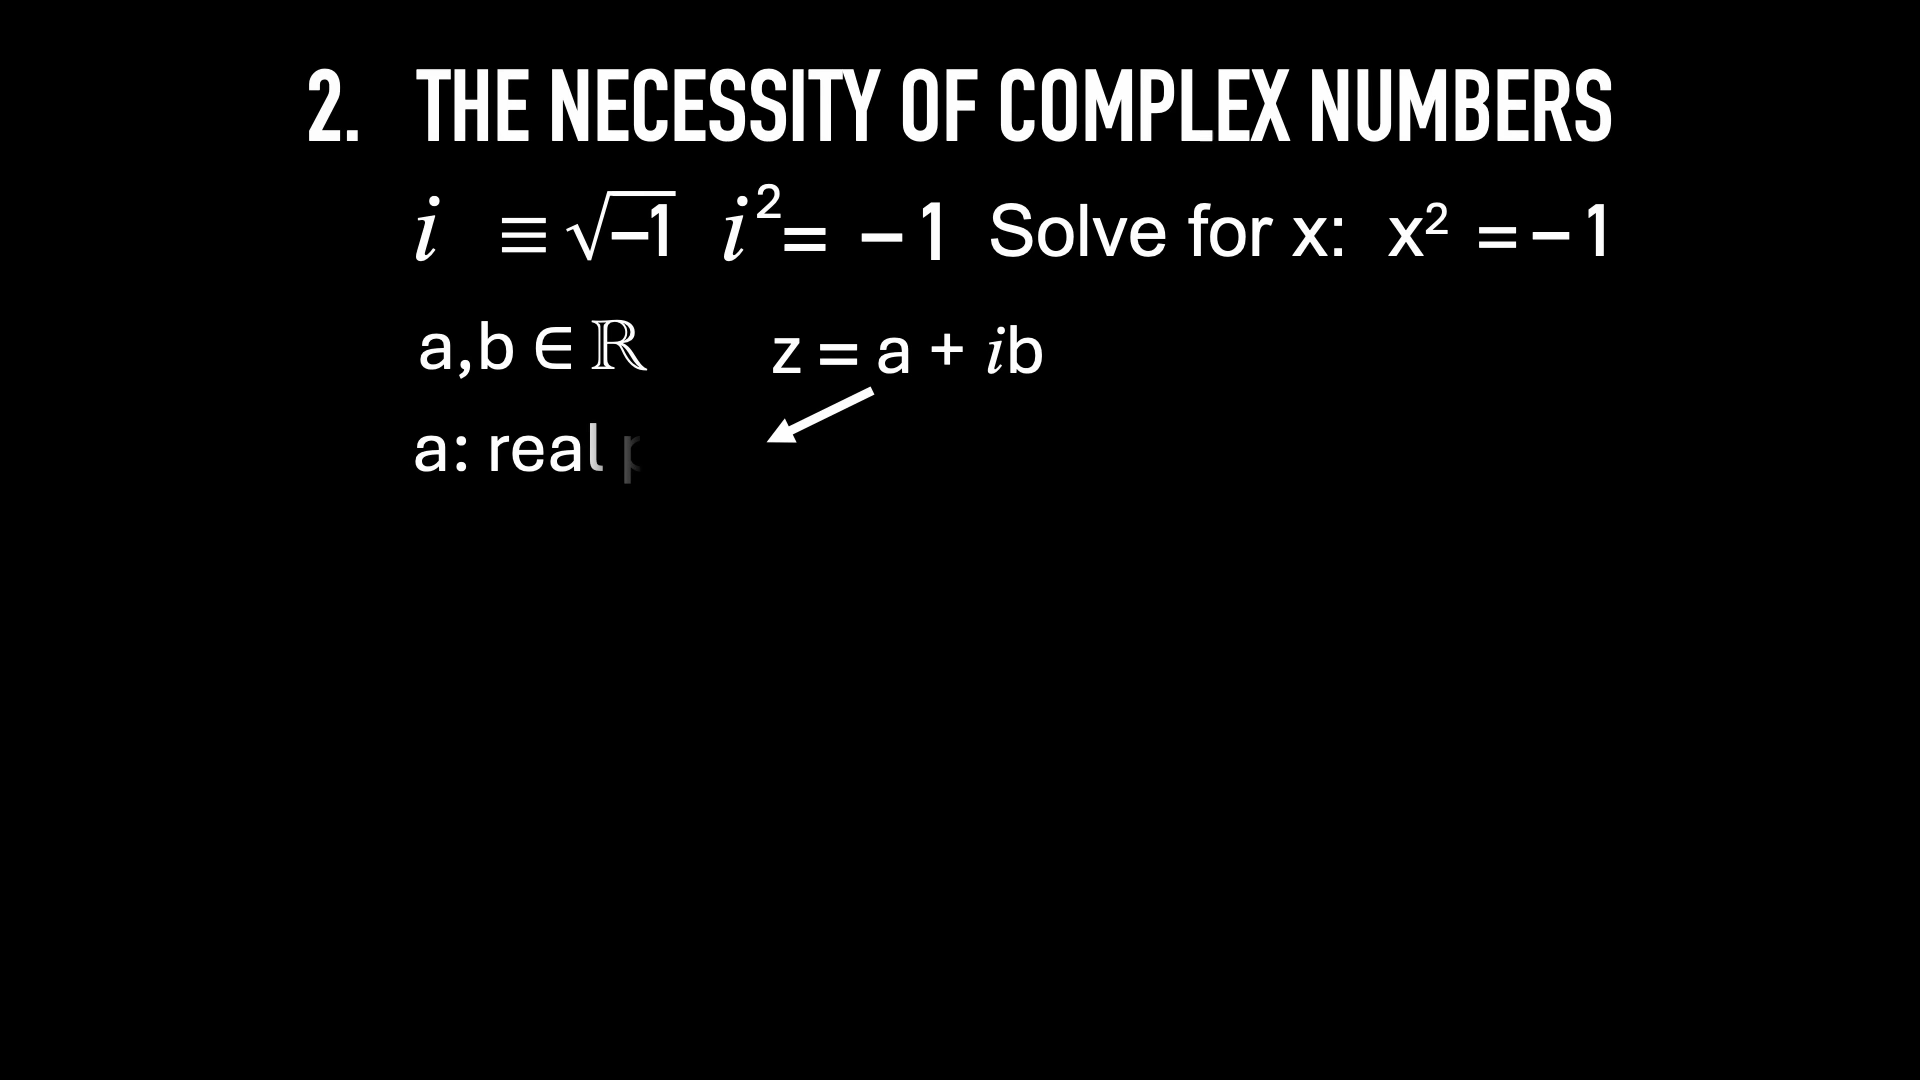 2. THE NECESSITY OF COMPLEX NUMBERS
i ≡ √−1 i² = −1 Solve for x: x² = −1
a,b ∈ ℝ z = a + ib
a: real